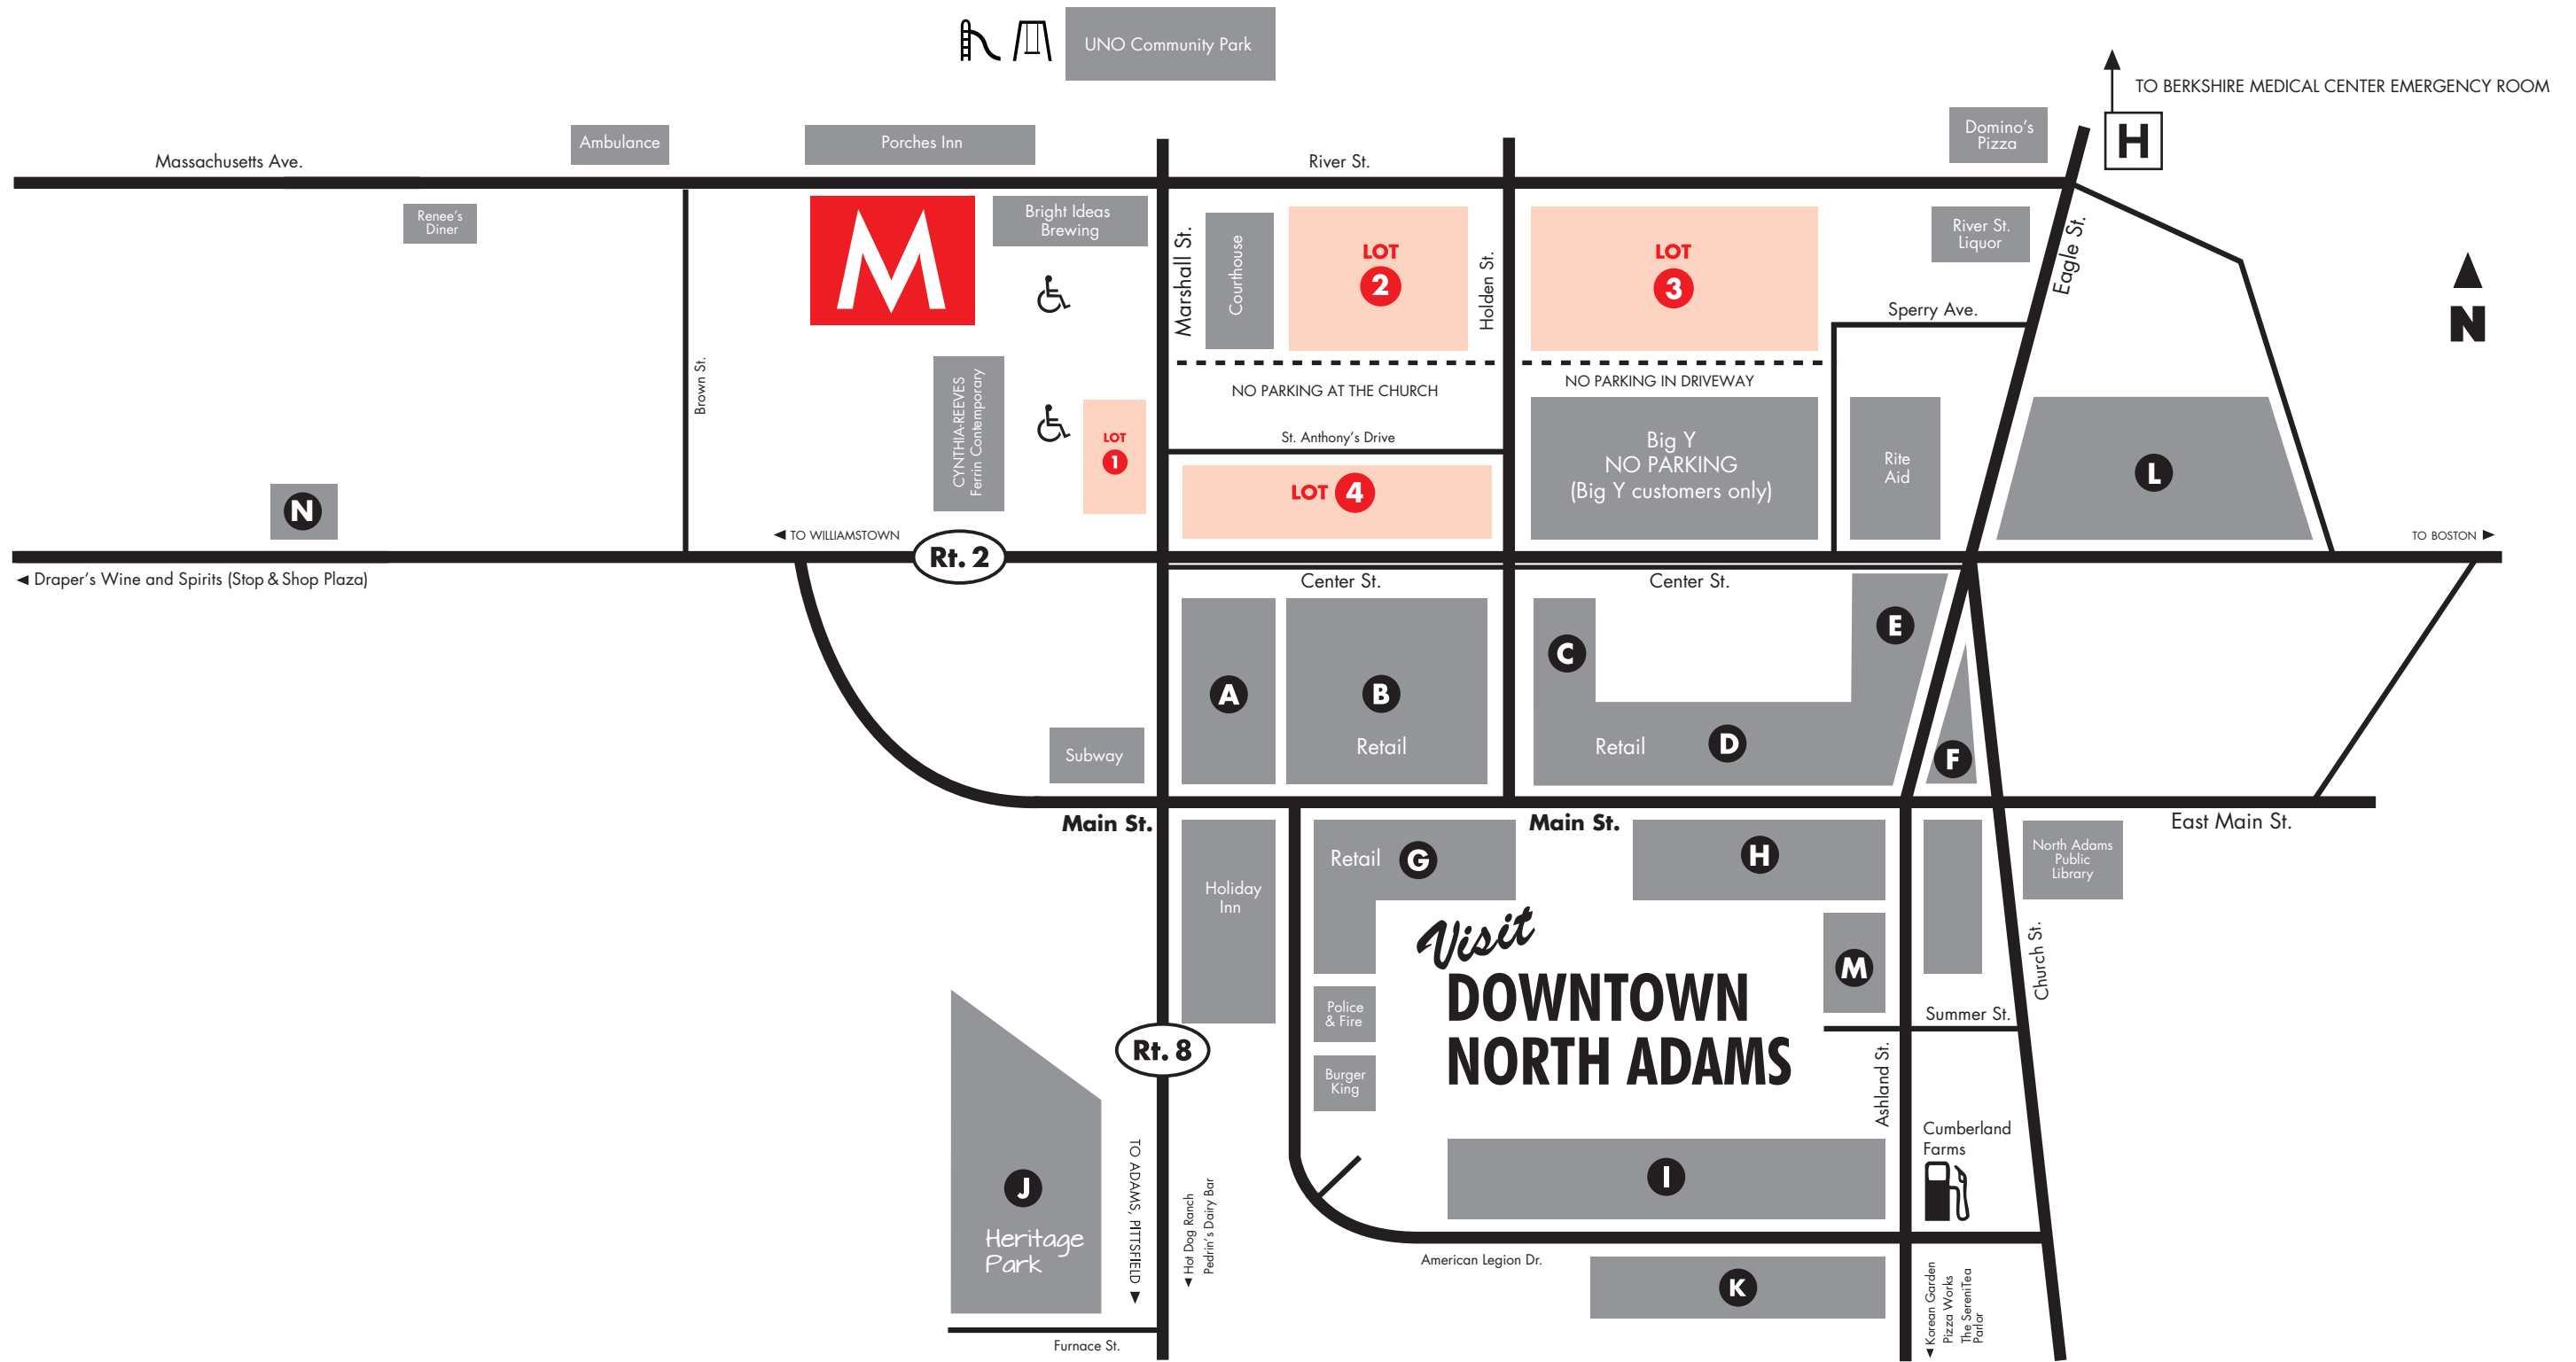 UNO Community Park
TO BERKSHIRE MEDICAL CENTER EMERGENCY ROOM
H
Domino's
Pizza
Ambulance
Porches Inn
Massachusetts Ave.
River St.
Renee's
Diner
M
Bright Ideas
Brewing
Marshall St.
Courthouse
LOT
2
Holden St.
LOT
3
River St.
Liquor
Eagle St.
Sperry Ave.
N
Brown St.
CYNTHIA-REEVES
Ferrin Contemporary
LOT
1
NO PARKING AT THE CHURCH
NO PARKING IN DRIVEWAY
St. Anthony's Drive
LOT 4
Big Y
NO PARKING
(Big Y customers only)
Rite
Aid
L
N
TO WILLIAMSTOWN
Rt. 2
TO BOSTON
Draper's Wine and Spirits (Stop & Shop Plaza)
Center St.
Center St.
A
B
Retail
C
Retail
D
E
F
Subway
Main St.
Main St.
East Main St.
Holiday
Inn
Retail G
H
North Adams
Public
Library
Church St.
Visit
DOWNTOWN
NORTH ADAMS
M
Police
& Fire
Summer St.
Rt. 8
Burger
King
Ashland St.
Cumberland
Farms
TO ADAMS, PITTSFIELD
Hot Dog Ranch
Pedrin's Dairy Bar
I
J
Heritage
Park
American Legion Dr.
K
Korean Garden
Pizza Works
The SereniTea
Parlor
Furnace St.